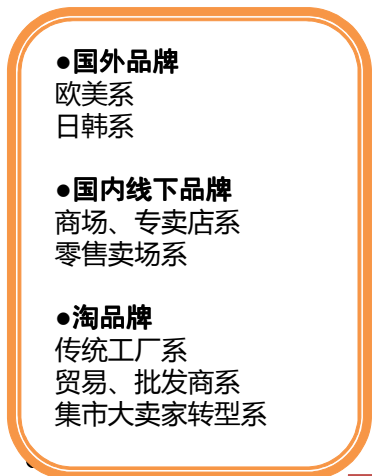 ●国外品牌
欧美系
日韩系
●国内线下品牌
商场、专卖店系
零售卖场系
●淘品牌
传统工厂系
贸易、批发商系
集市大卖家转型系